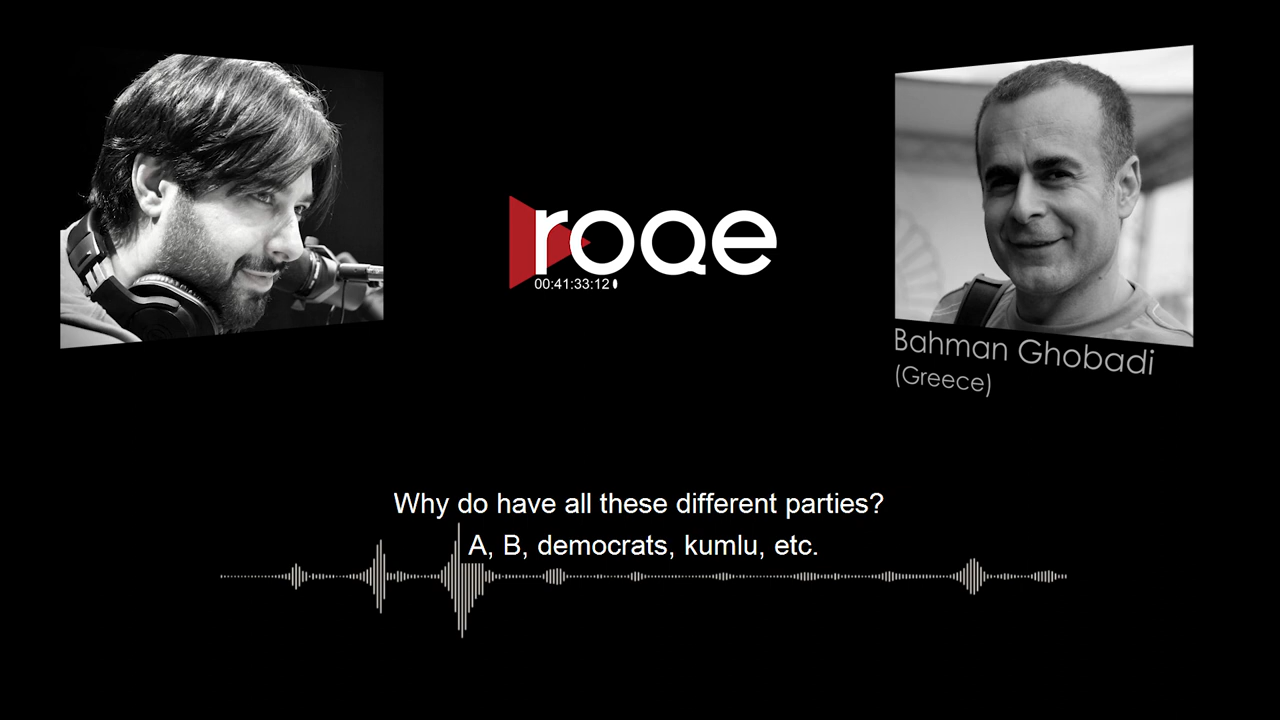 roqe
00:41:33:12
Bahman Ghobadi
(Greece)
Why do have all these different parties?
A, B, democrats, kumlu, etc.